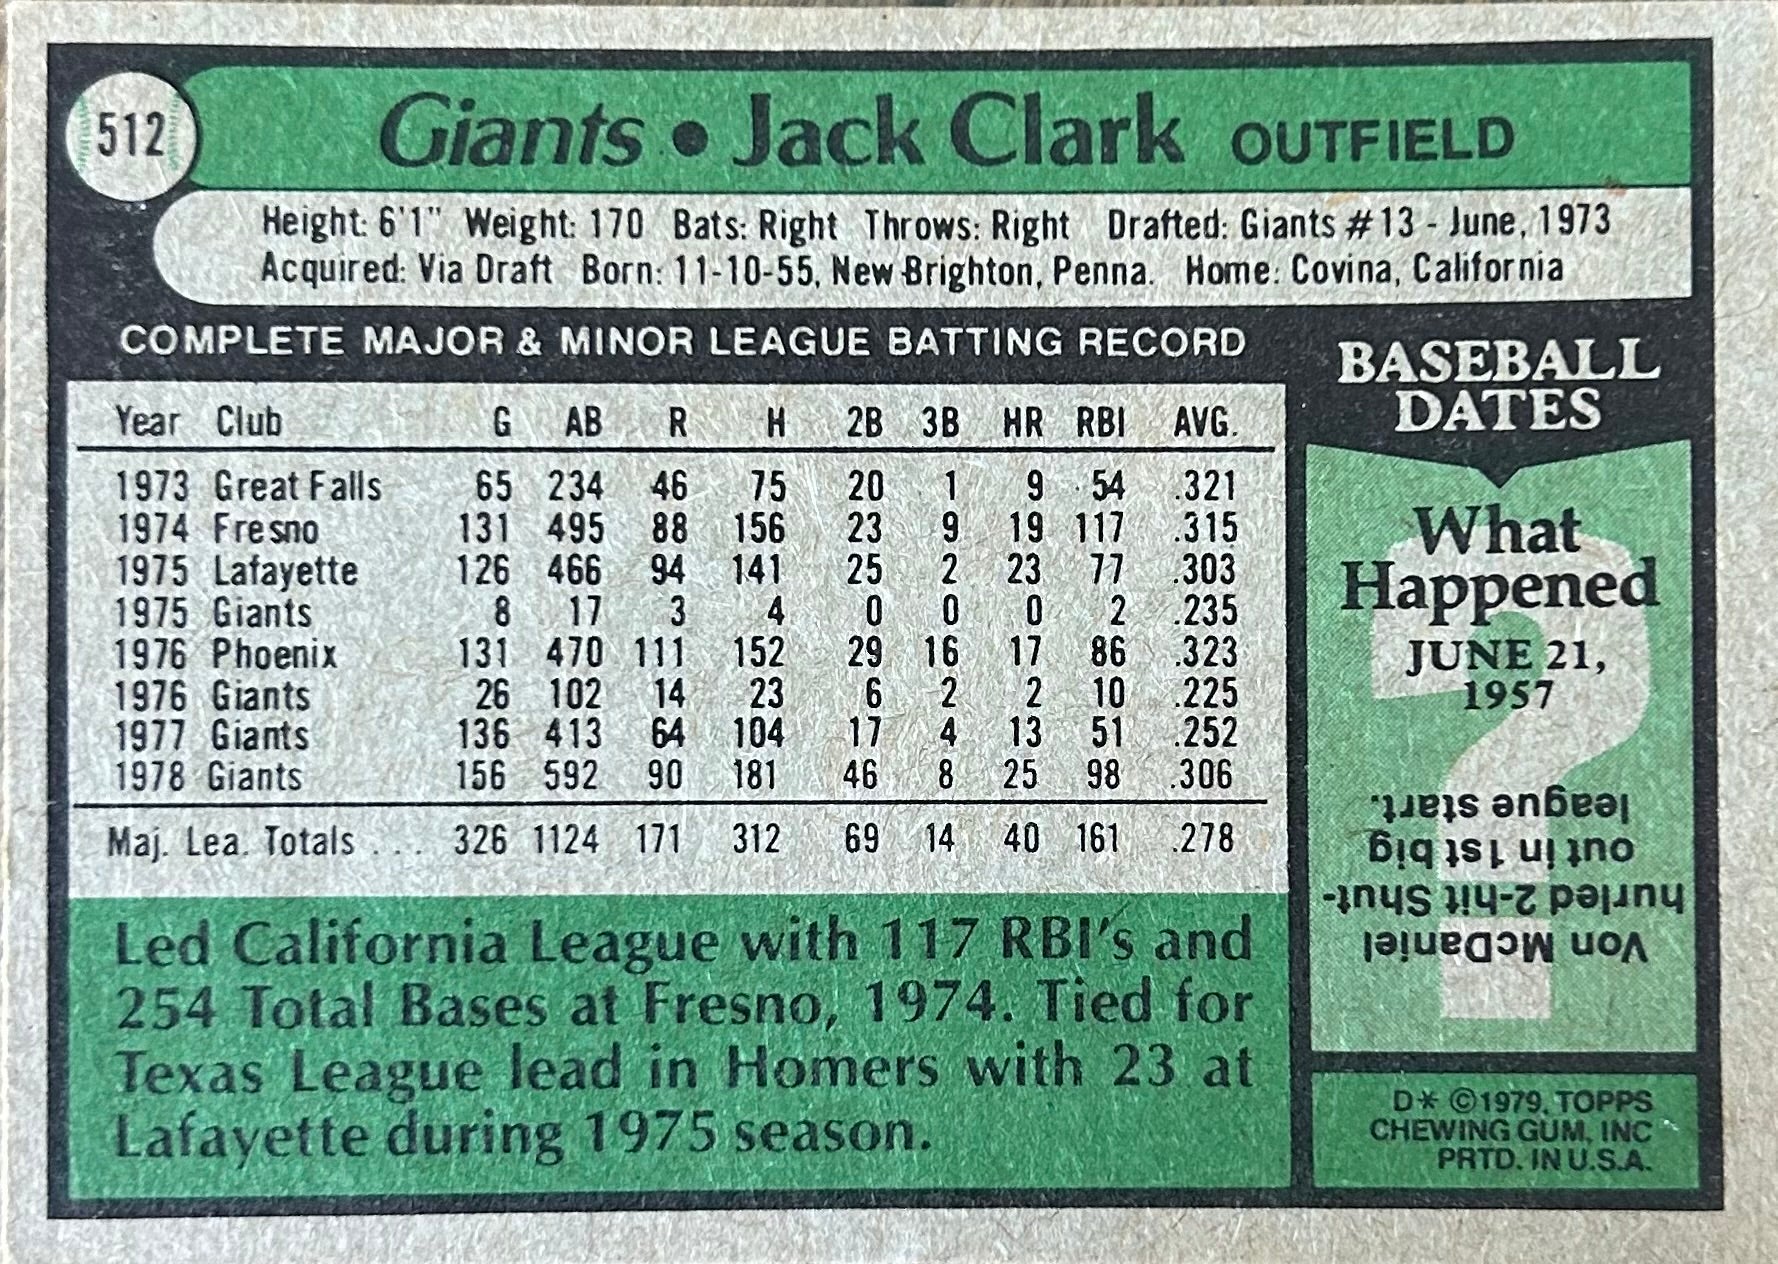 512
Giants • Jack Clark OUTFIELD
Height: 6'1" Weight: 170 Bats: Right Throws: Right Drafted: Giants #13 - June, 1973
Acquired: Via Draft Born: 11-10-55, New Brighton, Penna. Home: Covina, California
COMPLETE MAJOR & MINOR LEAGUE BATTING RECORD
Year Club G AB R H 2B 3B HR RBI AVG.
1973 Great Falls 65 234 46 75 20 1 9 54 .321
1974 Fresno 131 495 88 156 23 9 19 117 .315
1975 Lafayette 126 466 94 141 25 2 23 77 .303
1975 Giants 8 17 3 4 0 0 0 2 .235
1976 Phoenix 131 470 111 152 29 16 17 86 .323
1976 Giants 26 102 14 23 6 2 2 10 .225
1977 Giants 136 413 64 104 17 4 13 51 .252
1978 Giants 156 592 90 181 46 8 25 98 .306
Maj. Lea. Totals . . . 326 1124 171 312 69 14 40 161 .278
Led California League with 117 RBI's and
254 Total Bases at Fresno, 1974. Tied for
Texas League lead in Homers with 23 at
Lafayette during 1975 season.
BASEBALL
DATES
What
Happened
JUNE 21,
1957
?
Von McDaniel
hurled 2-hit Shut-
out in 1st big
league start.
D* ©1979. TOPPS
CHEWING GUM, INC
PRTD. IN U.S.A.